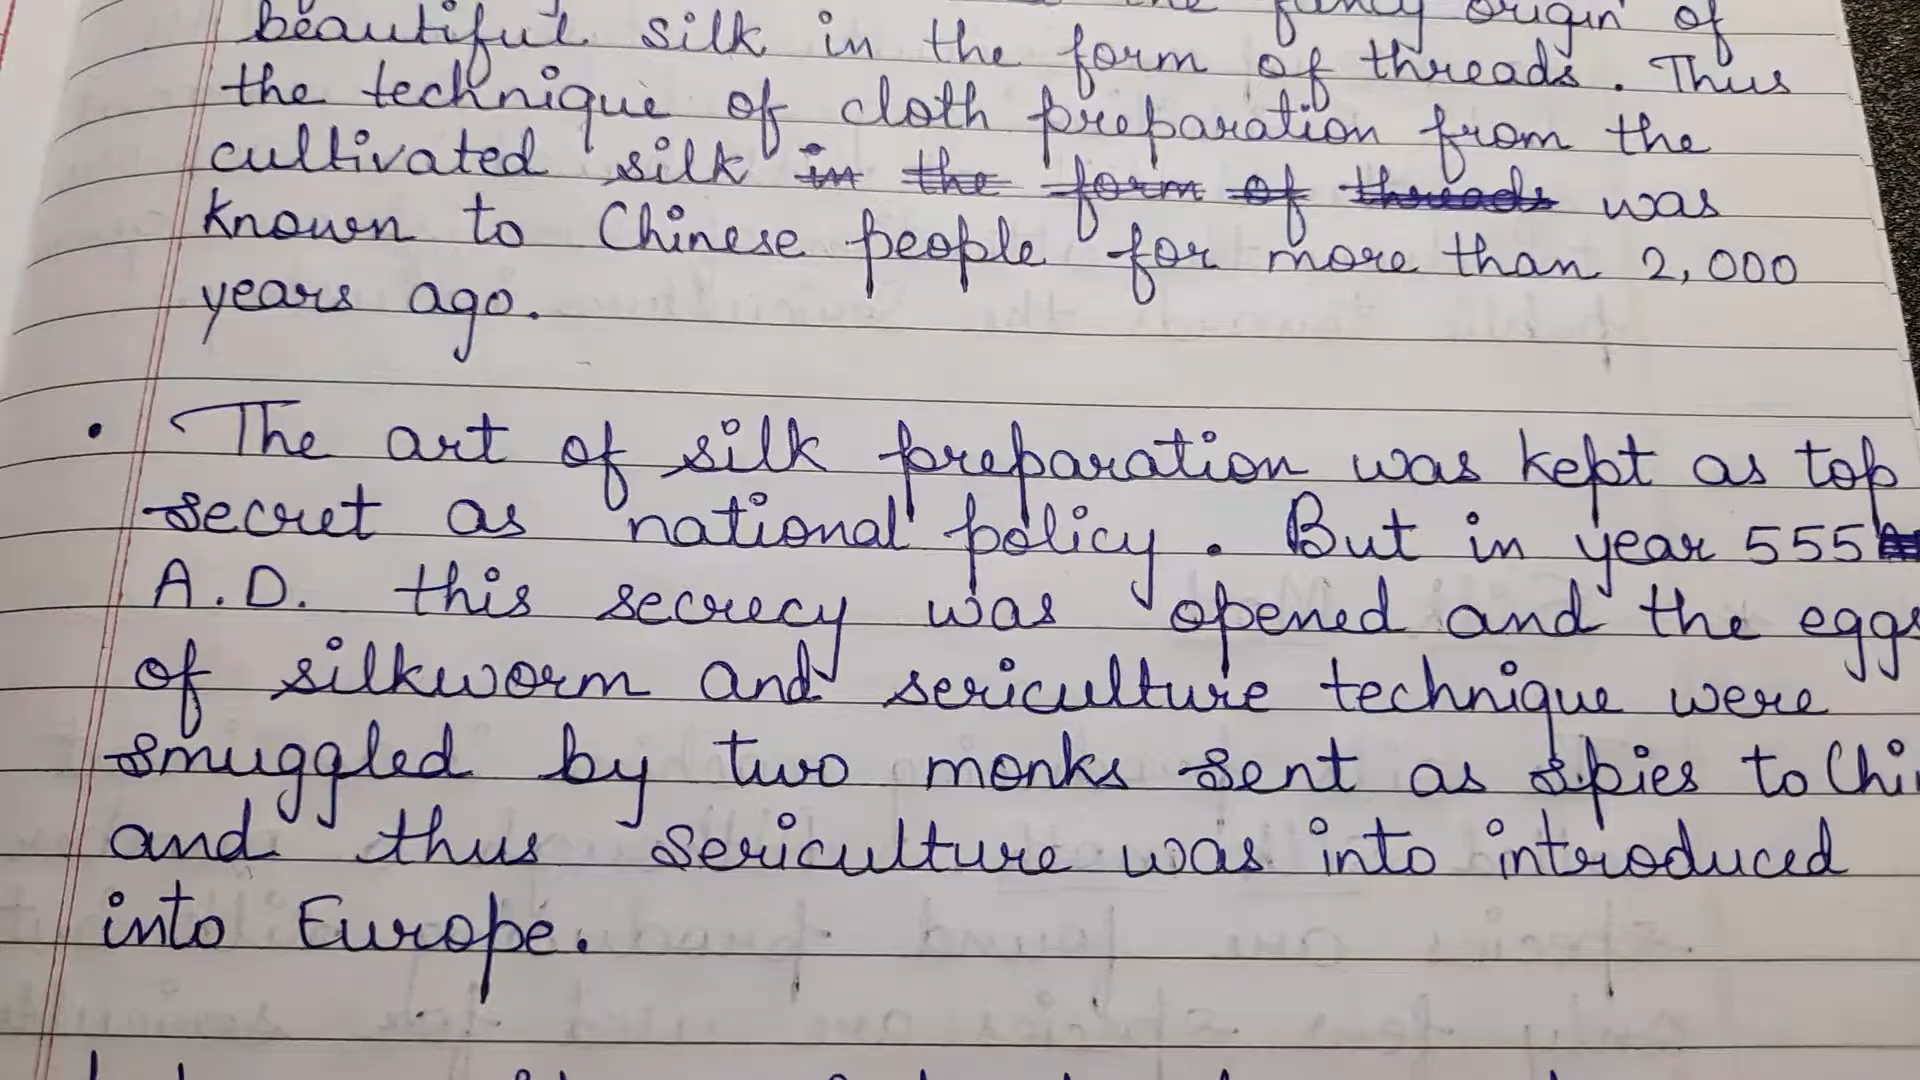 the fancy origin of
beautiful silk in the form of threads. Thus
the technique of cloth preparation from the
cultivated silk in the form of threads was
known to Chinese people for more than 2,000
years ago.
• The art of silk preparation was kept as top
secret as national policy. But in year 555
A.D. this secrecy was opened and the eggs
of silkworm and sericulture technique were
smuggled by two monks sent as spies to Chi
and thus sericulture was into introduced
into Europe.